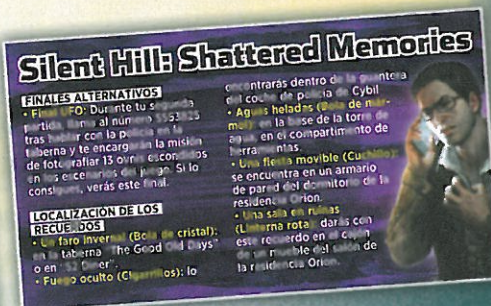 Silent Hill: Shattered Memories
FINALES ALTERNATIVOS
• Final UFO: Durante tu segunda
partida, llama al número 5553825
tras hablar con la policía en la
taberna y te encargarán la misión
de fotografiar 13 ovnis escondidos
en los escenarios del juego. Si lo
consigues, verás este final.
LOCALIZACIÓN DE LOS
RECUERDOS
• Un faro invernal (Bola de cristal):
en la taberna "The Good Old Days"
o en "52 Diner".
• Fuego oculto (Cigarrillos): lo
encontrarás dentro de la guantera
del coche de policía de Cybil
• Aguas heladas (Bola de mar-
mol): en la base de la torre de
agua, en el compartimento de
herramientas.
• Una fiesta movible (Cuchillo):
se encuentra en un armario
de pared del dormitorio de la
residencia Orion.
• Una sala en ruinas
(Linterna rota): darás con
este recuerdo en el cajón
de un mueble del salón de
la residencia Orion.